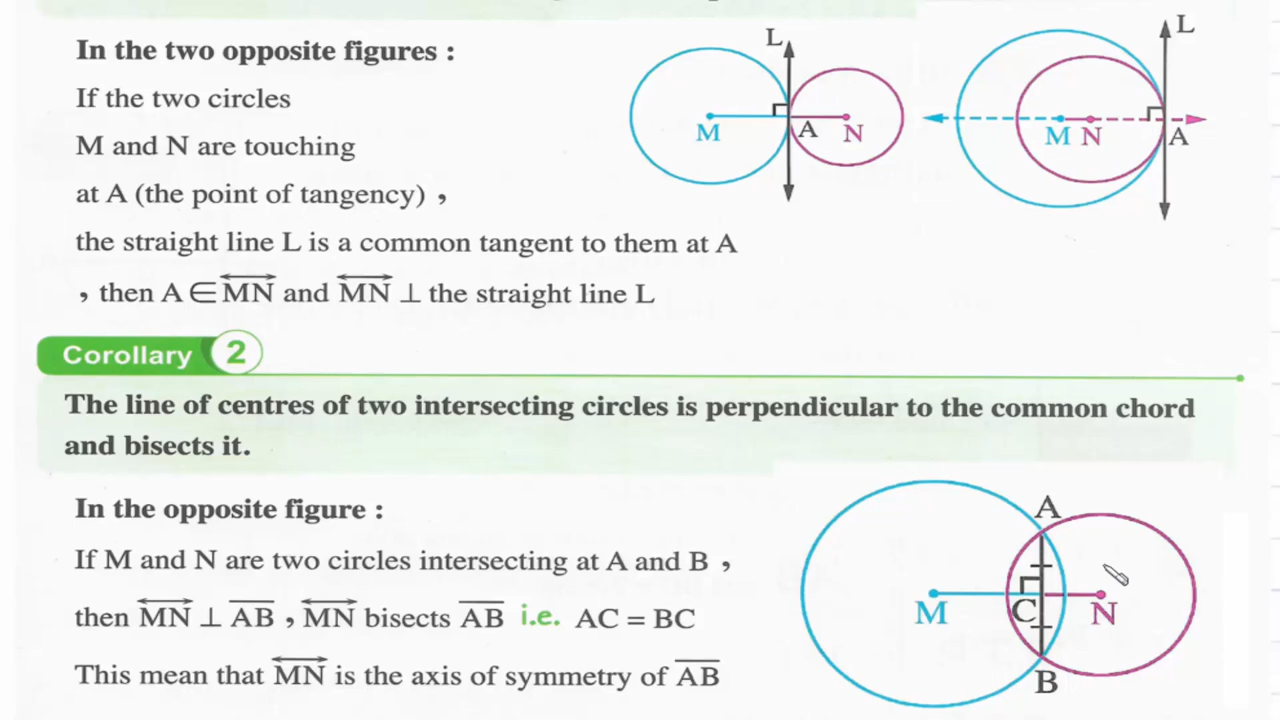 In the two opposite figures :
If the two circles
M and N are touching
at A (the point of tangency) ,
the straight line L is a common tangent to them at A
, then A ∈ MN and MN ⊥ the straight line L
L
M
A
N
L
M
N
A
Corollary 2
The line of centres of two intersecting circles is perpendicular to the common chord
and bisects it.
In the opposite figure :
If M and N are two circles intersecting at A and B ,
then MN ⊥ AB , MN bisects AB i.e. AC = BC
This mean that MN is the axis of symmetry of AB
A
M
C
N
B